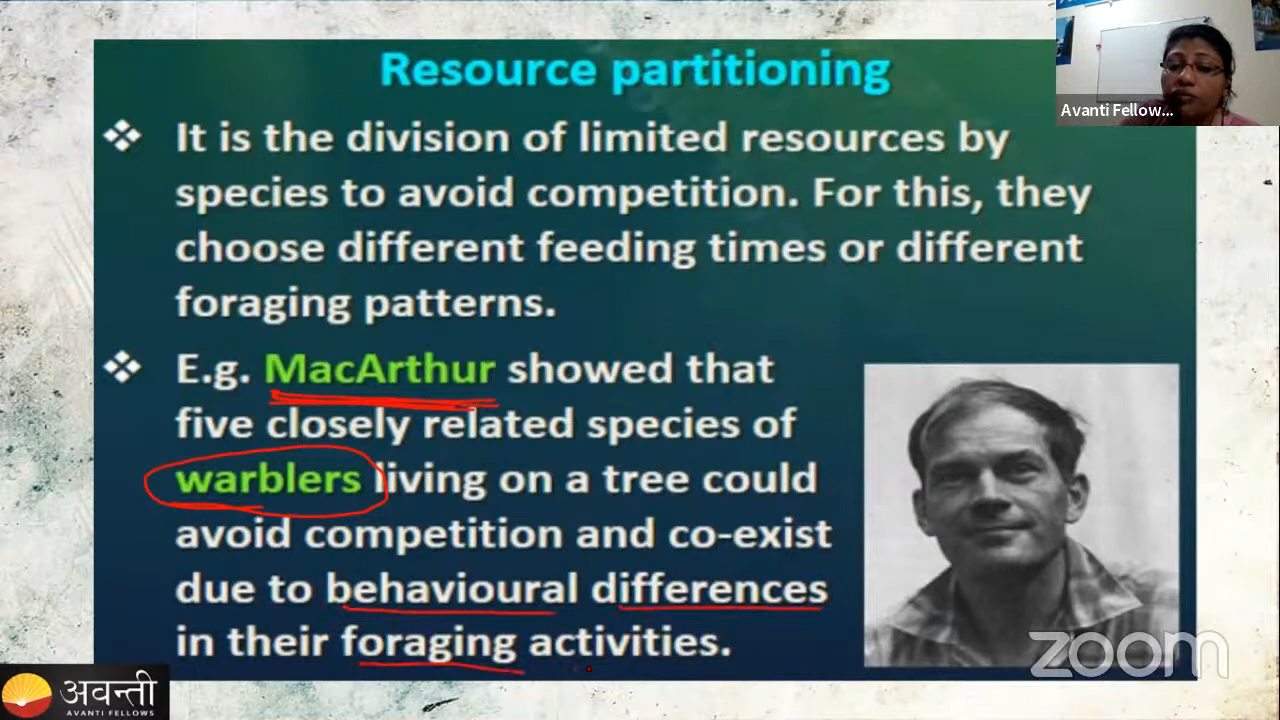 Resource partitioning
Avanti Fellow...
❖ It is the division of limited resources by
species to avoid competition. For this, they
choose different feeding times or different
foraging patterns.
❖ E.g. MacArthur showed that
five closely related species of
warblers living on a tree could
avoid competition and co-exist
due to behavioural differences
in their foraging activities.
zoom
अवन्ती
AVANTI FELLOWS